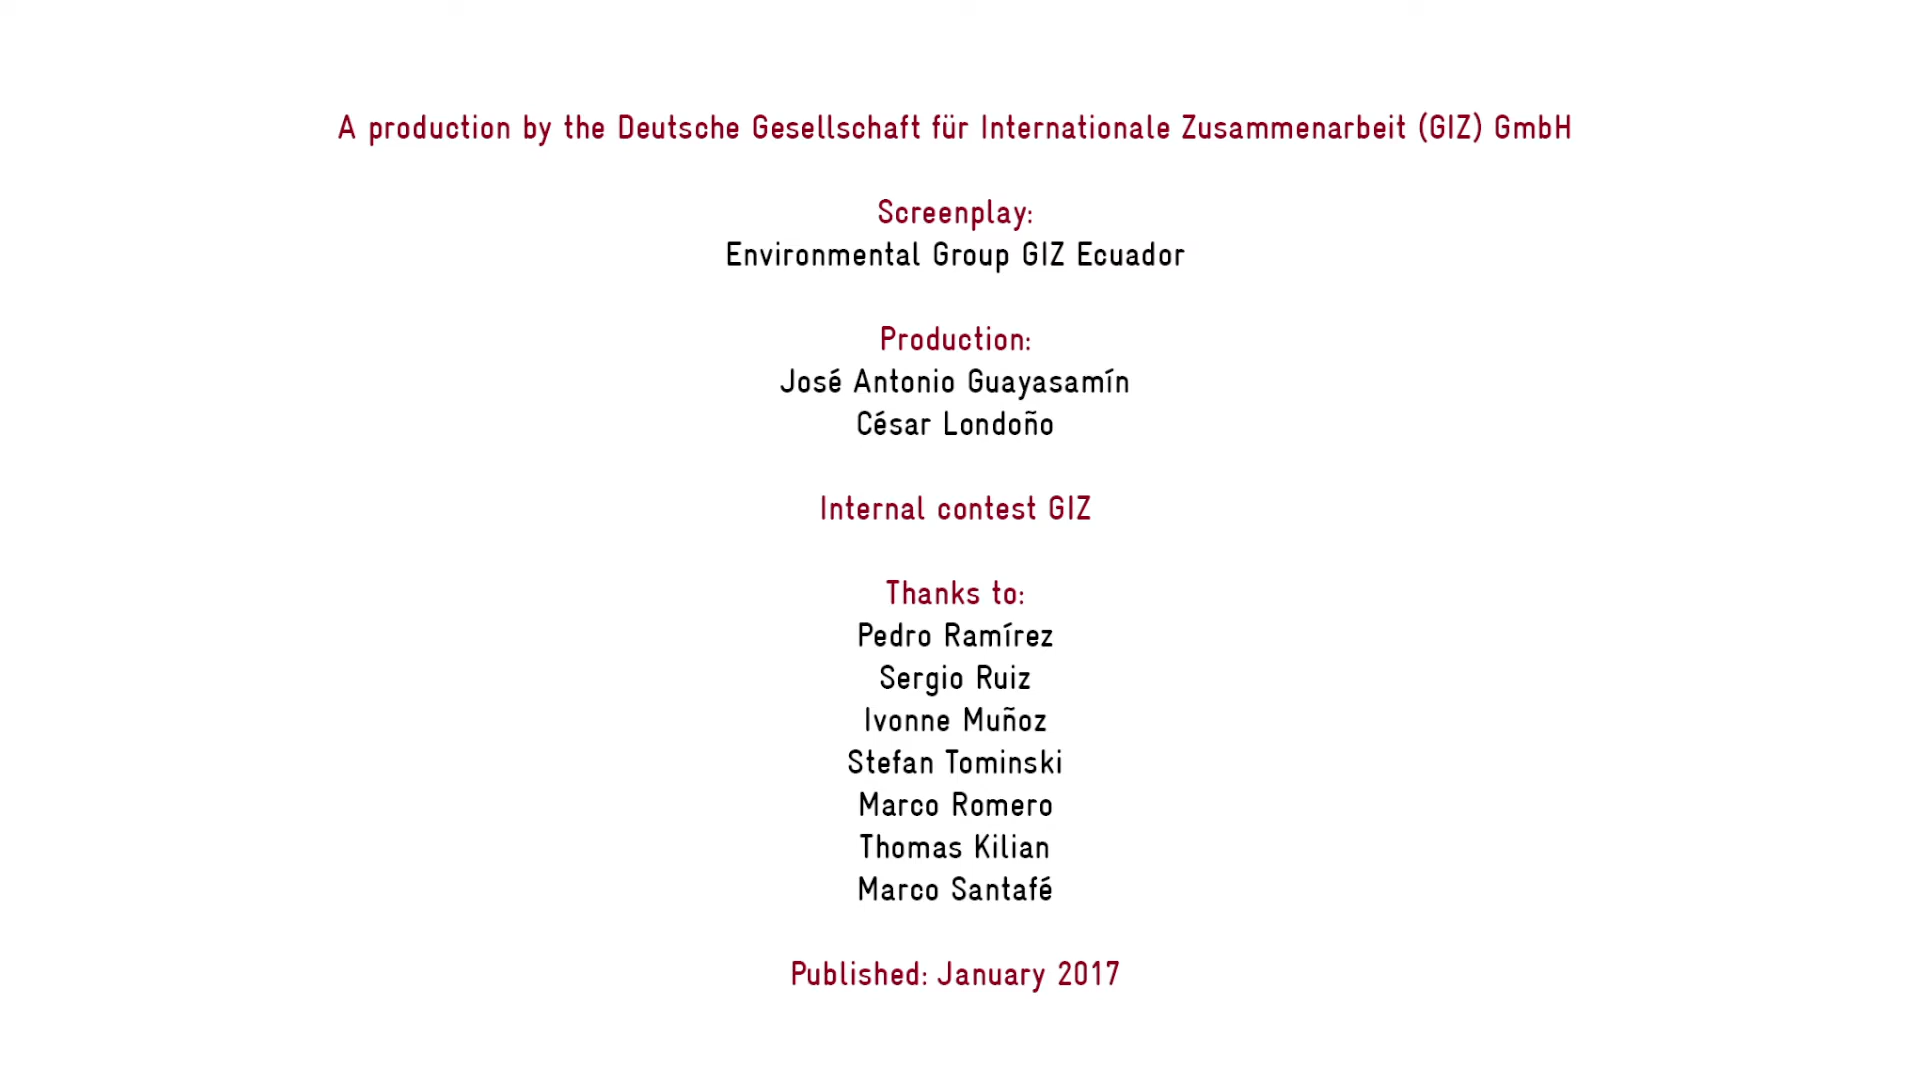 A production by the Deutsche Gesellschaft für Internationale Zusammenarbeit (GIZ) GmbH
Screenplay:
Environmental Group GIZ Ecuador
Production:
José Antonio Guayasamín
César Londoño
Internal contest GIZ
Thanks to:
Pedro Ramírez
Sergio Ruiz
Ivonne Muñoz
Stefan Tominski
Marco Romero
Thomas Kilian
Marco Santafé
Published: January 2017